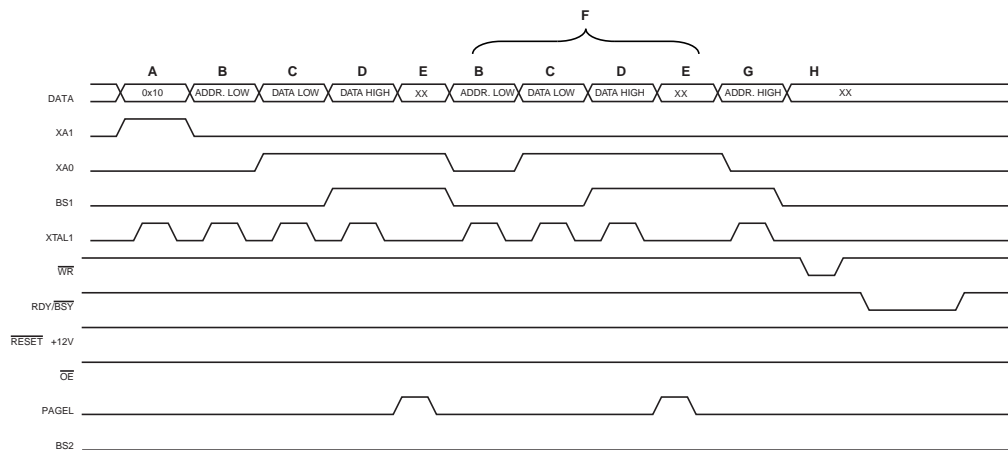 F
A B C D E B C D E G H
DATA 0x10 ADDR. LOW DATA LOW DATA HIGH XX ADDR. LOW DATA LOW DATA HIGH XX ADDR. HIGH XX
XA1
XA0
BS1
XTAL1
WR
RDY/BSY
RESET +12V
OE
PAGEL
BS2